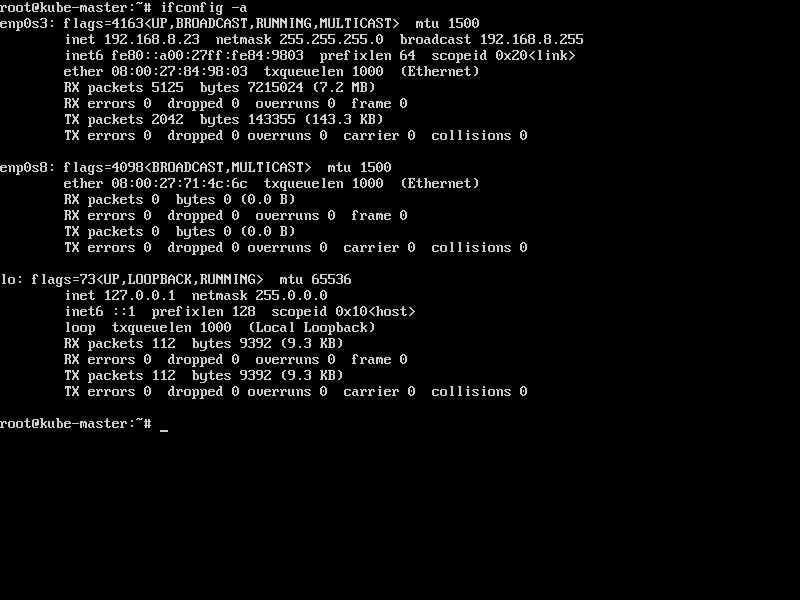 root@kube-master:~# ifconfig -a
enp0s3: flags=4163<UP,BROADCAST,RUNNING,MULTICAST>  mtu 1500
        inet 192.168.8.23  netmask 255.255.255.0  broadcast 192.168.8.255
        inet6 fe80::a00:27ff:fe84:9803  prefixlen 64  scopeid 0x20<link>
        ether 08:00:27:84:98:03  txqueuelen 1000  (Ethernet)
        RX packets 5125  bytes 7215024 (7.2 MB)
        RX errors 0  dropped 0  overruns 0  frame 0
        TX packets 2042  bytes 143355 (143.3 KB)
        TX errors 0  dropped 0 overruns 0  carrier 0  collisions 0

enp0s8: flags=4098<BROADCAST,MULTICAST>  mtu 1500
        ether 08:00:27:71:4c:6c  txqueuelen 1000  (Ethernet)
        RX packets 0  bytes 0 (0.0 B)
        RX errors 0  dropped 0  overruns 0  frame 0
        TX packets 0  bytes 0 (0.0 B)
        TX errors 0  dropped 0 overruns 0  carrier 0  collisions 0

lo: flags=73<UP,LOOPBACK,RUNNING>  mtu 65536
        inet 127.0.0.1  netmask 255.0.0.0
        inet6 ::1  prefixlen 128  scopeid 0x10<host>
        loop  txqueuelen 1000  (Local Loopback)
        RX packets 112  bytes 9392 (9.3 KB)
        RX errors 0  dropped 0  overruns 0  frame 0
        TX packets 112  bytes 9392 (9.3 KB)
        TX errors 0  dropped 0 overruns 0  carrier 0  collisions 0

root@kube-master:~# _